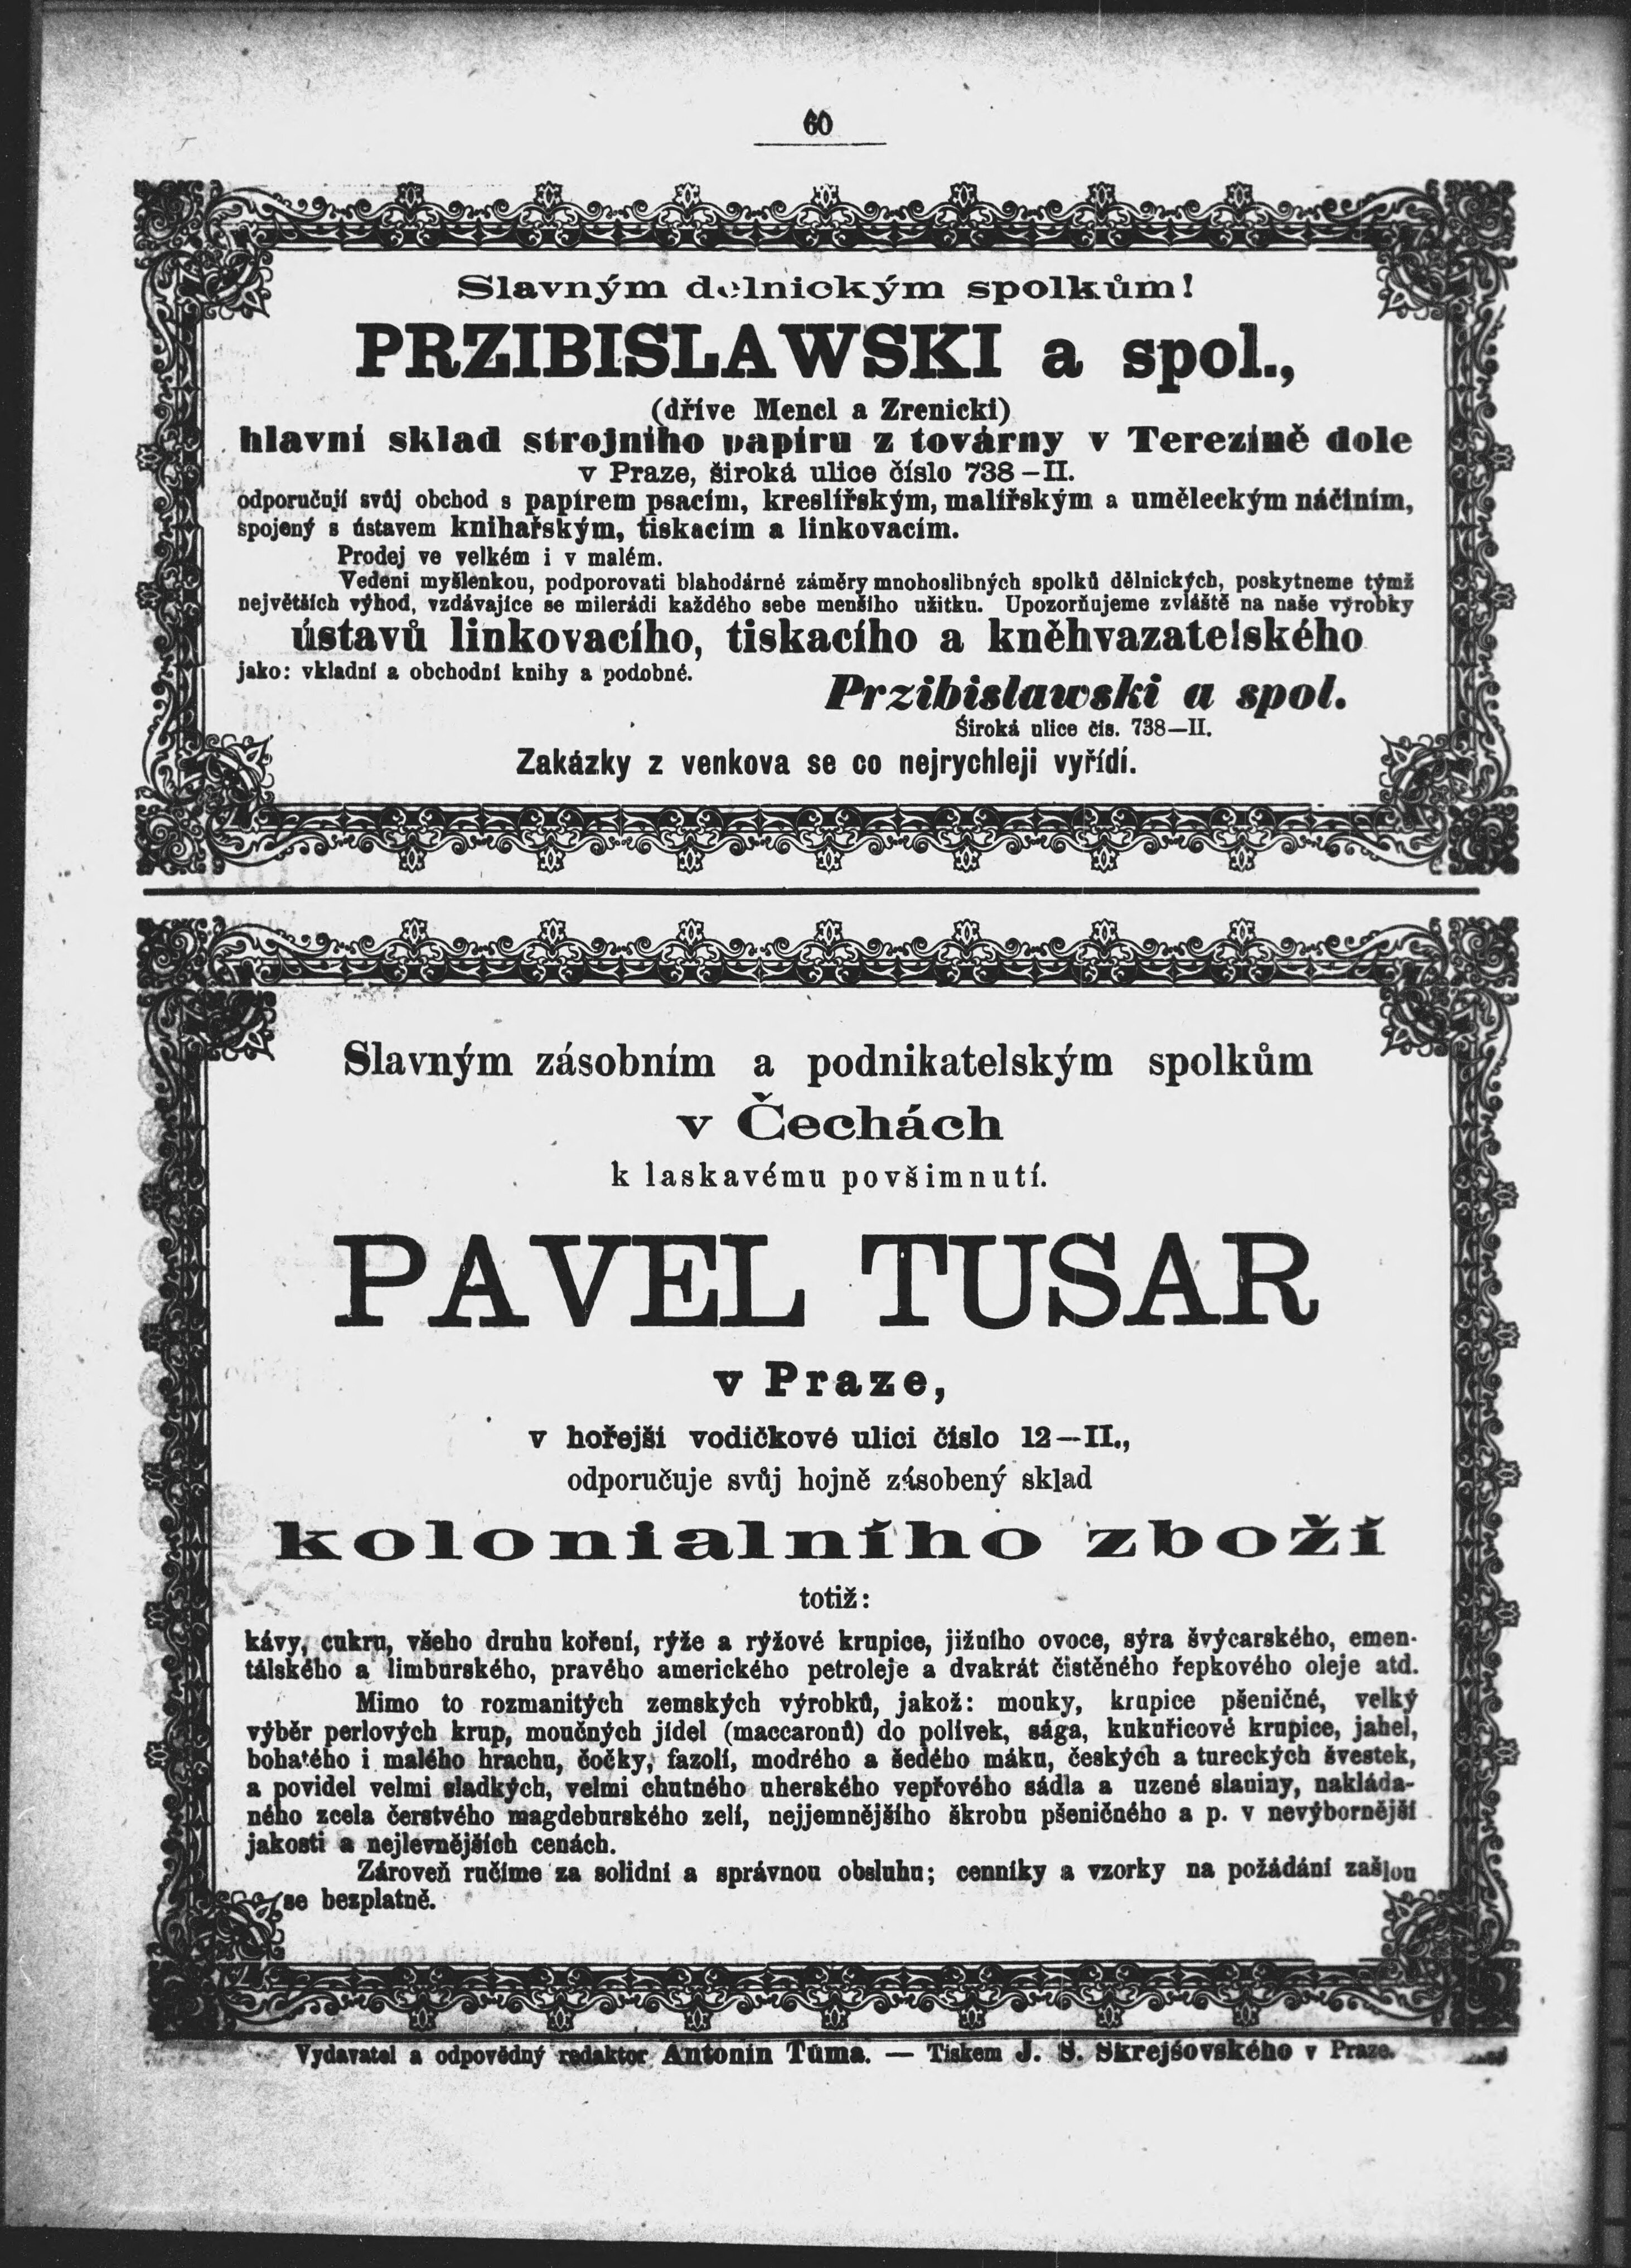 60
Slavným dělnickým spolkům!
PRZIBISLAWSKI a spol.,
(dříve Mencl a Zrenicki)
hlavní sklad strojního papíru z továrny v Terezině dole
v Praze, široká ulice číslo 738–II.
odporučují svůj obchod s papírem psacím, kreslířským, malířským a uměleckým náčiním,
spojený s ústavem knihařským, tiskacím a linkovacím.
Prodej ve velkém i v malém.
Vedeni myšlenkou, podporovati blahodárné záměry mnohoslibných spolků dělnických, poskytneme týmž
největších výhod, vzdávajíce se milerádi každého sebe menšího užitku. Upozorňujeme zvláště na naše výrobky
ústavů linkovacího, tiskacího a kněhvazatelského
jako: vkladní a obchodní knihy a podobné.
Przibislawski a spol.
Široká ulice čís. 738—II.
Zakázky z venkova se co nejrychleji vyřídí.
Slavným zásobním a podnikatelským spolkům
v Čechách
k laskavému povšimnutí.
PAVEL TUSAR
v Praze,
v hořejší vodičkové ulici číslo 12—II.,
odporučuje svůj hojně zásobený sklad
kolonialního zboží
totiž:
kávy, cukru, všeho druhu koření, rýže a rýžové krupice, jižního ovoce, sýra švýcarského, emen-
tálského a limburského, pravého amerického petroleje a dvakrát čistěného řepkového oleje atd.
Mimo to rozmanitých zemských výrobků, jakož: mouky, krupice pšeničné, velký
výběr perlových krup, moučných jídel (maccaronů) do polívek, sága, kukuřicové krupice, jahel,
bohatého i malého hrachu, čočky, fazolí, modrého a šedého máku, českých a tureckých švestek,
a povidel velmi sladkých, velmi chutného uherského vepřového sádla a uzené slaniny, nakláda-
ného zcela čerstvého magdeburského zelí, nejjemnějšího škrobu pšeničného a p. v nevýbornější
jakosti a nejlevnějších cenách.
Zároveň ručíme za solidní a správnou obsluhu; cenníky a vzorky na požádání zašlou
se bezplatně.
Vydavatel a odpovědný redaktor Antonín Tůma. — Tiskem J. S. Skrejšovského v Praze.